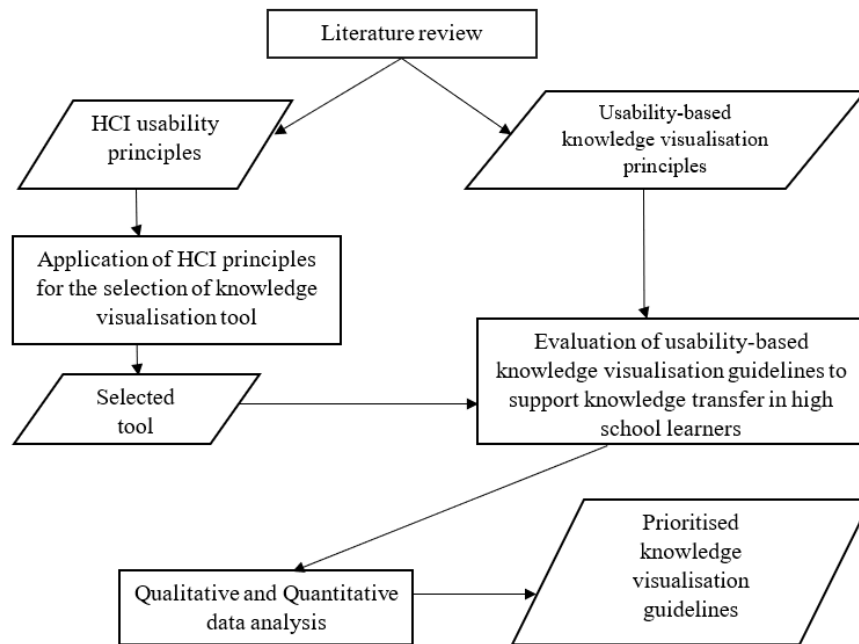 Literature review
HCI usability
principles
Usability-based
knowledge visualisation
principles
Application of HCI principles
for the selection of knowledge
visualisation tool
Evaluation of usability-based
knowledge visualisation guidelines to
support knowledge transfer in high
school learners
Selected
tool
Qualitative and Quantitative
data analysis
Prioritised
knowledge
visualisation
guidelines